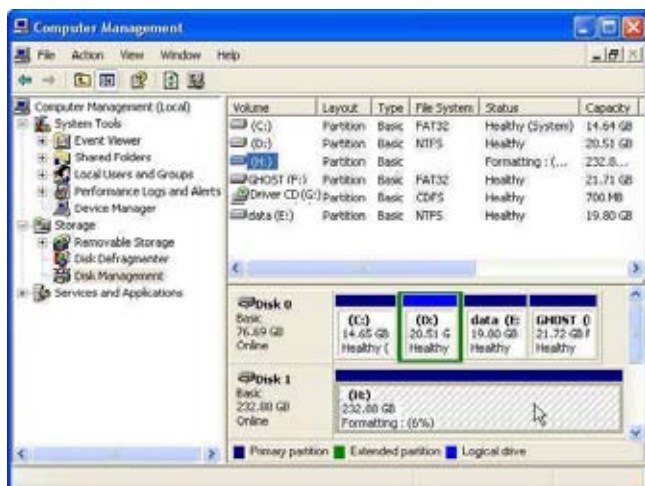 Computer Management
File Action View Window Help
Computer Management (Local)
System Tools
Event Viewer
Shared Folders
Local Users and Groups
Performance Logs and Alerts
Device Manager
Storage
Removable Storage
Disk Defragmenter
Disk Management
Services and Applications
Volume Layout Type File System Status Capacity
(C:) Partition Basic FAT32 Healthy (System) 14.64 GB
(D:) Partition Basic NTFS Healthy 20.51 GB
(H:) Partition Basic Formatting : (... 232.8...
GHOST (F:) Partition Basic FAT32 Healthy 21.71 GB
Driver CD (G:) Partition Basic CDFS Healthy 700 MB
data (E:) Partition Basic NTFS Healthy 19.80 GB
Disk 0
Basic
76.69 GB
Online
(C:)
14.65 GB
Healthy (
(D:)
20.51 G
Healthy
data (E:
19.80 GB
Healthy
GHOST (
21.72 GB F
Healthy
Disk 1
Basic
232.88 GB
Online
(H:)
232.88 GB
Formatting : (6%)
Primary partition Extended partition Logical drive